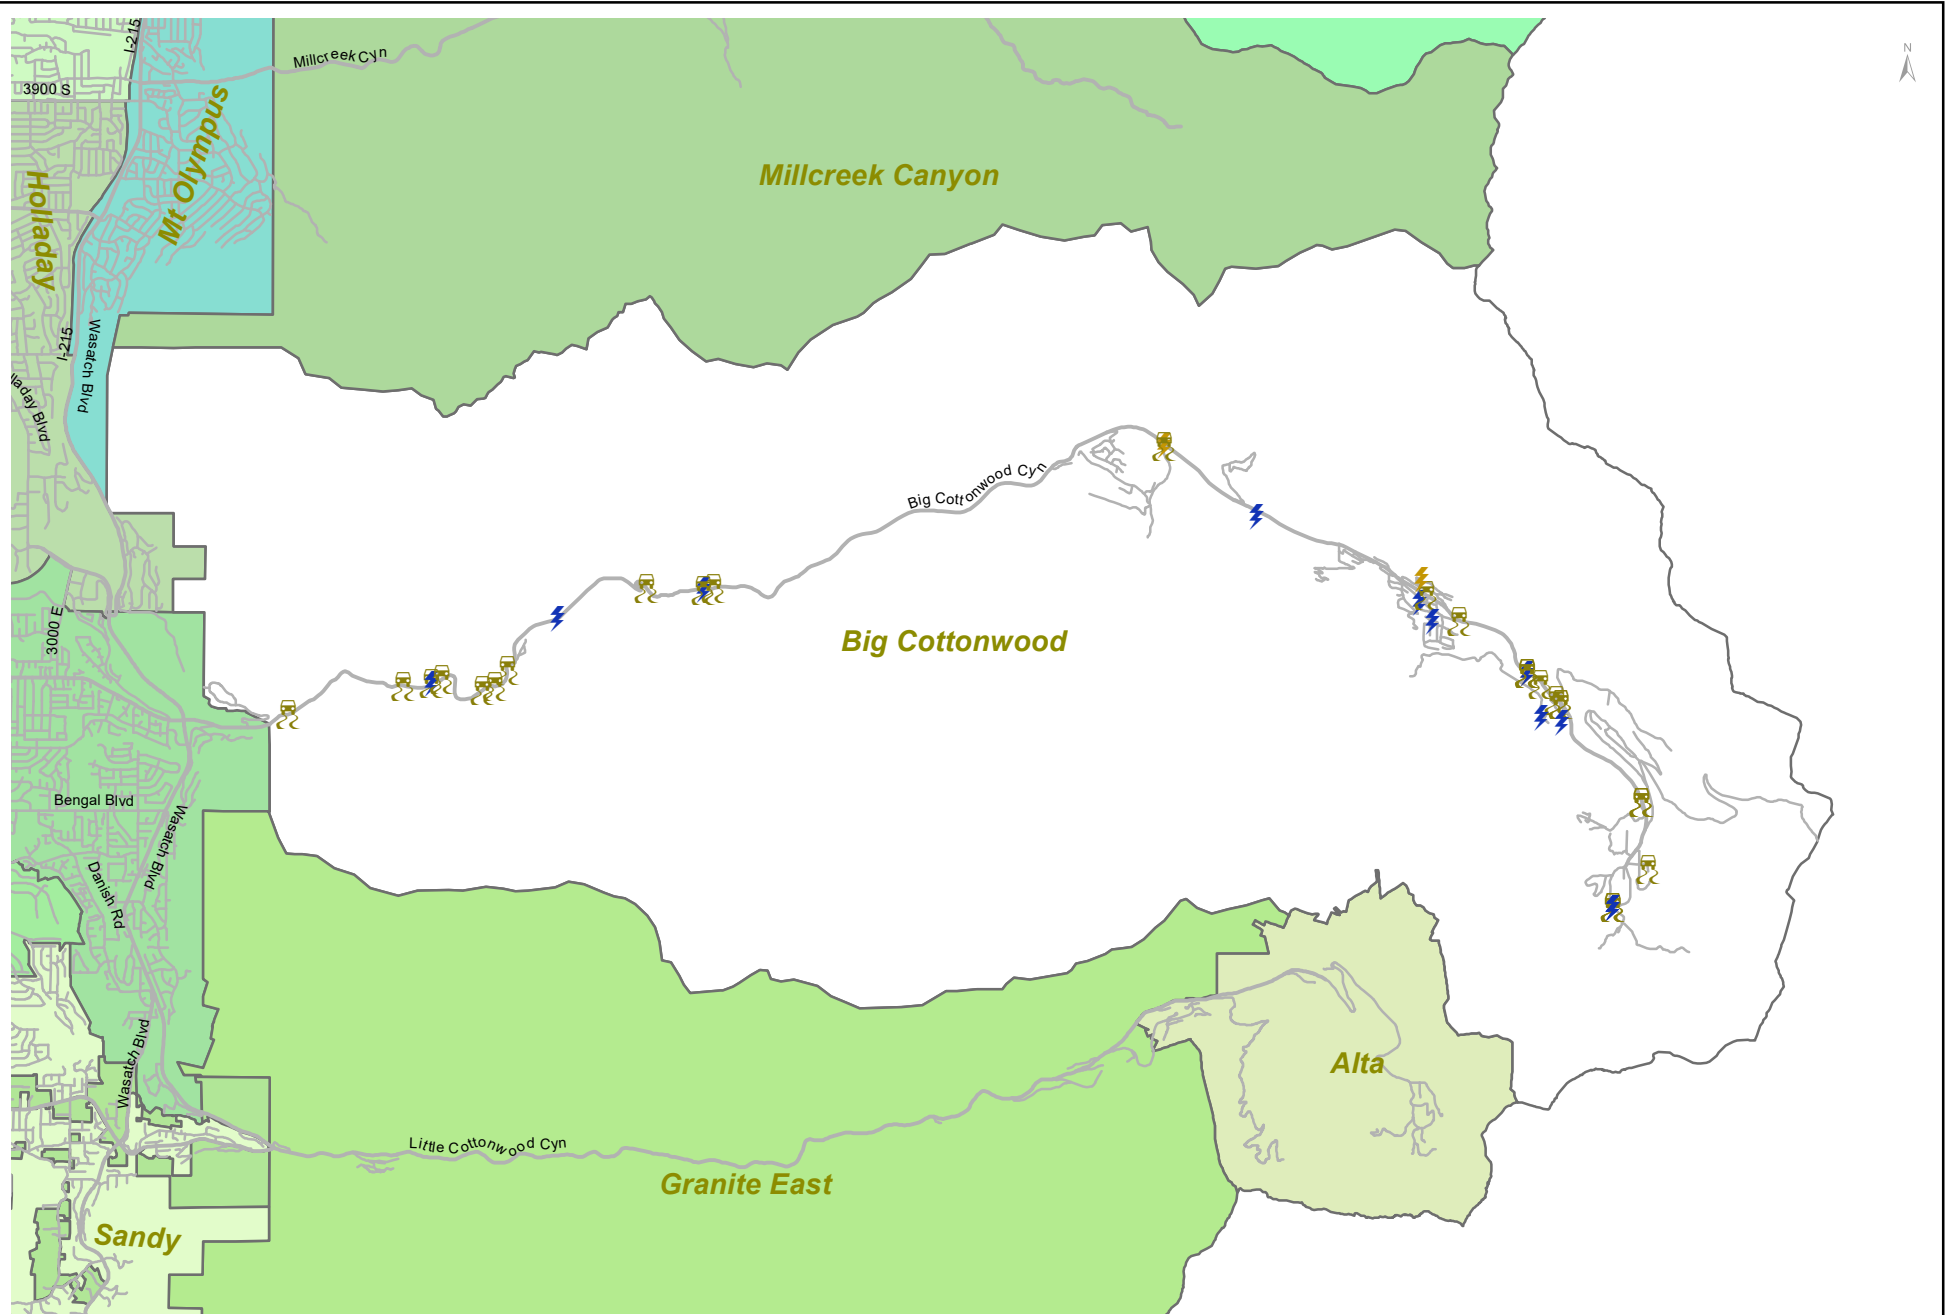 I-215
Millcreek Cyn
N
3900 S
Mt Olympus
Holladay
Millcreek Canyon
I-215
Wasatch Blvd
lladay Blvd
Big Cottonwood Cyn
3000 E
Big Cottonwood
Bengal Blvd
Wasatch Blvd
Danish Rd
Wasatch Blvd
Alta
Little Cottonwood Cyn
Granite East
Sandy